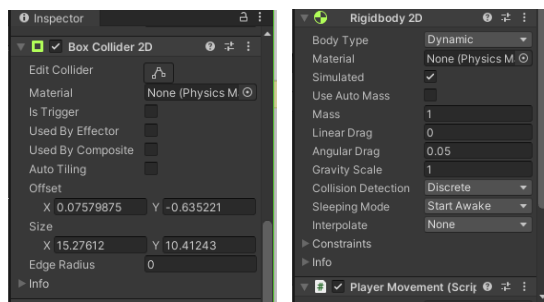 Inspector
Box Collider 2D
Edit Collider
Material None (Physics M
Is Trigger
Used By Effector
Used By Composite
Auto Tiling
Offset
X 0.07579875 Y -0.635221
Size
X 15.27612 Y 10.41243
Edge Radius 0
Info
Rigidbody 2D
Body Type Dynamic
Material None (Physics M
Simulated
Use Auto Mass
Mass 1
Linear Drag 0
Angular Drag 0.05
Gravity Scale 1
Collision Detection Discrete
Sleeping Mode Start Awake
Interpolate None
Constraints
Info
# Player Movement (Scrip